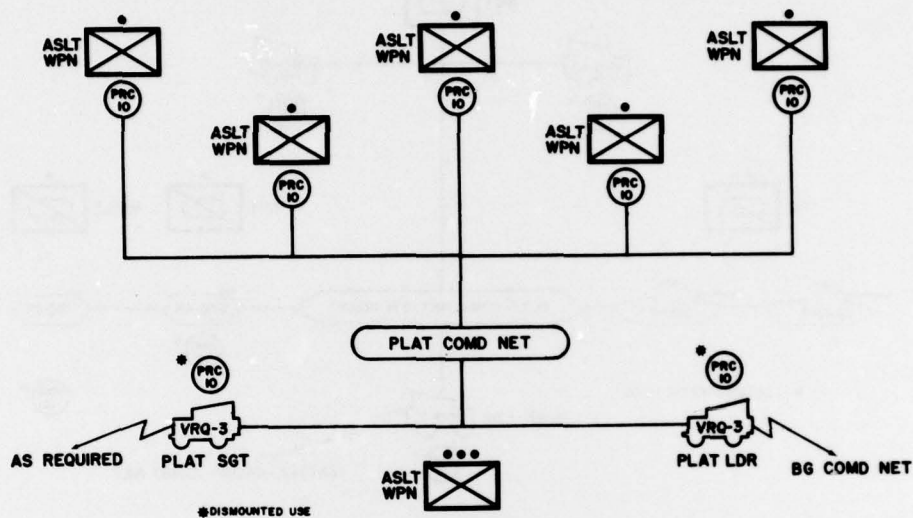 ASLT
WPN
PRC
10
ASLT
WPN
PRC
10
ASLT
WPN
PRC
10
ASLT
WPN
PRC
10
PRC
10
PLAT COMD NET
*
PRC
10
VRQ-3
PLAT SGT
AS REQUIRED
*
PRC
10
VRQ-3
PLAT LDR
BG COMD NET
ASLT
WPN
*DISMOUNTED USE